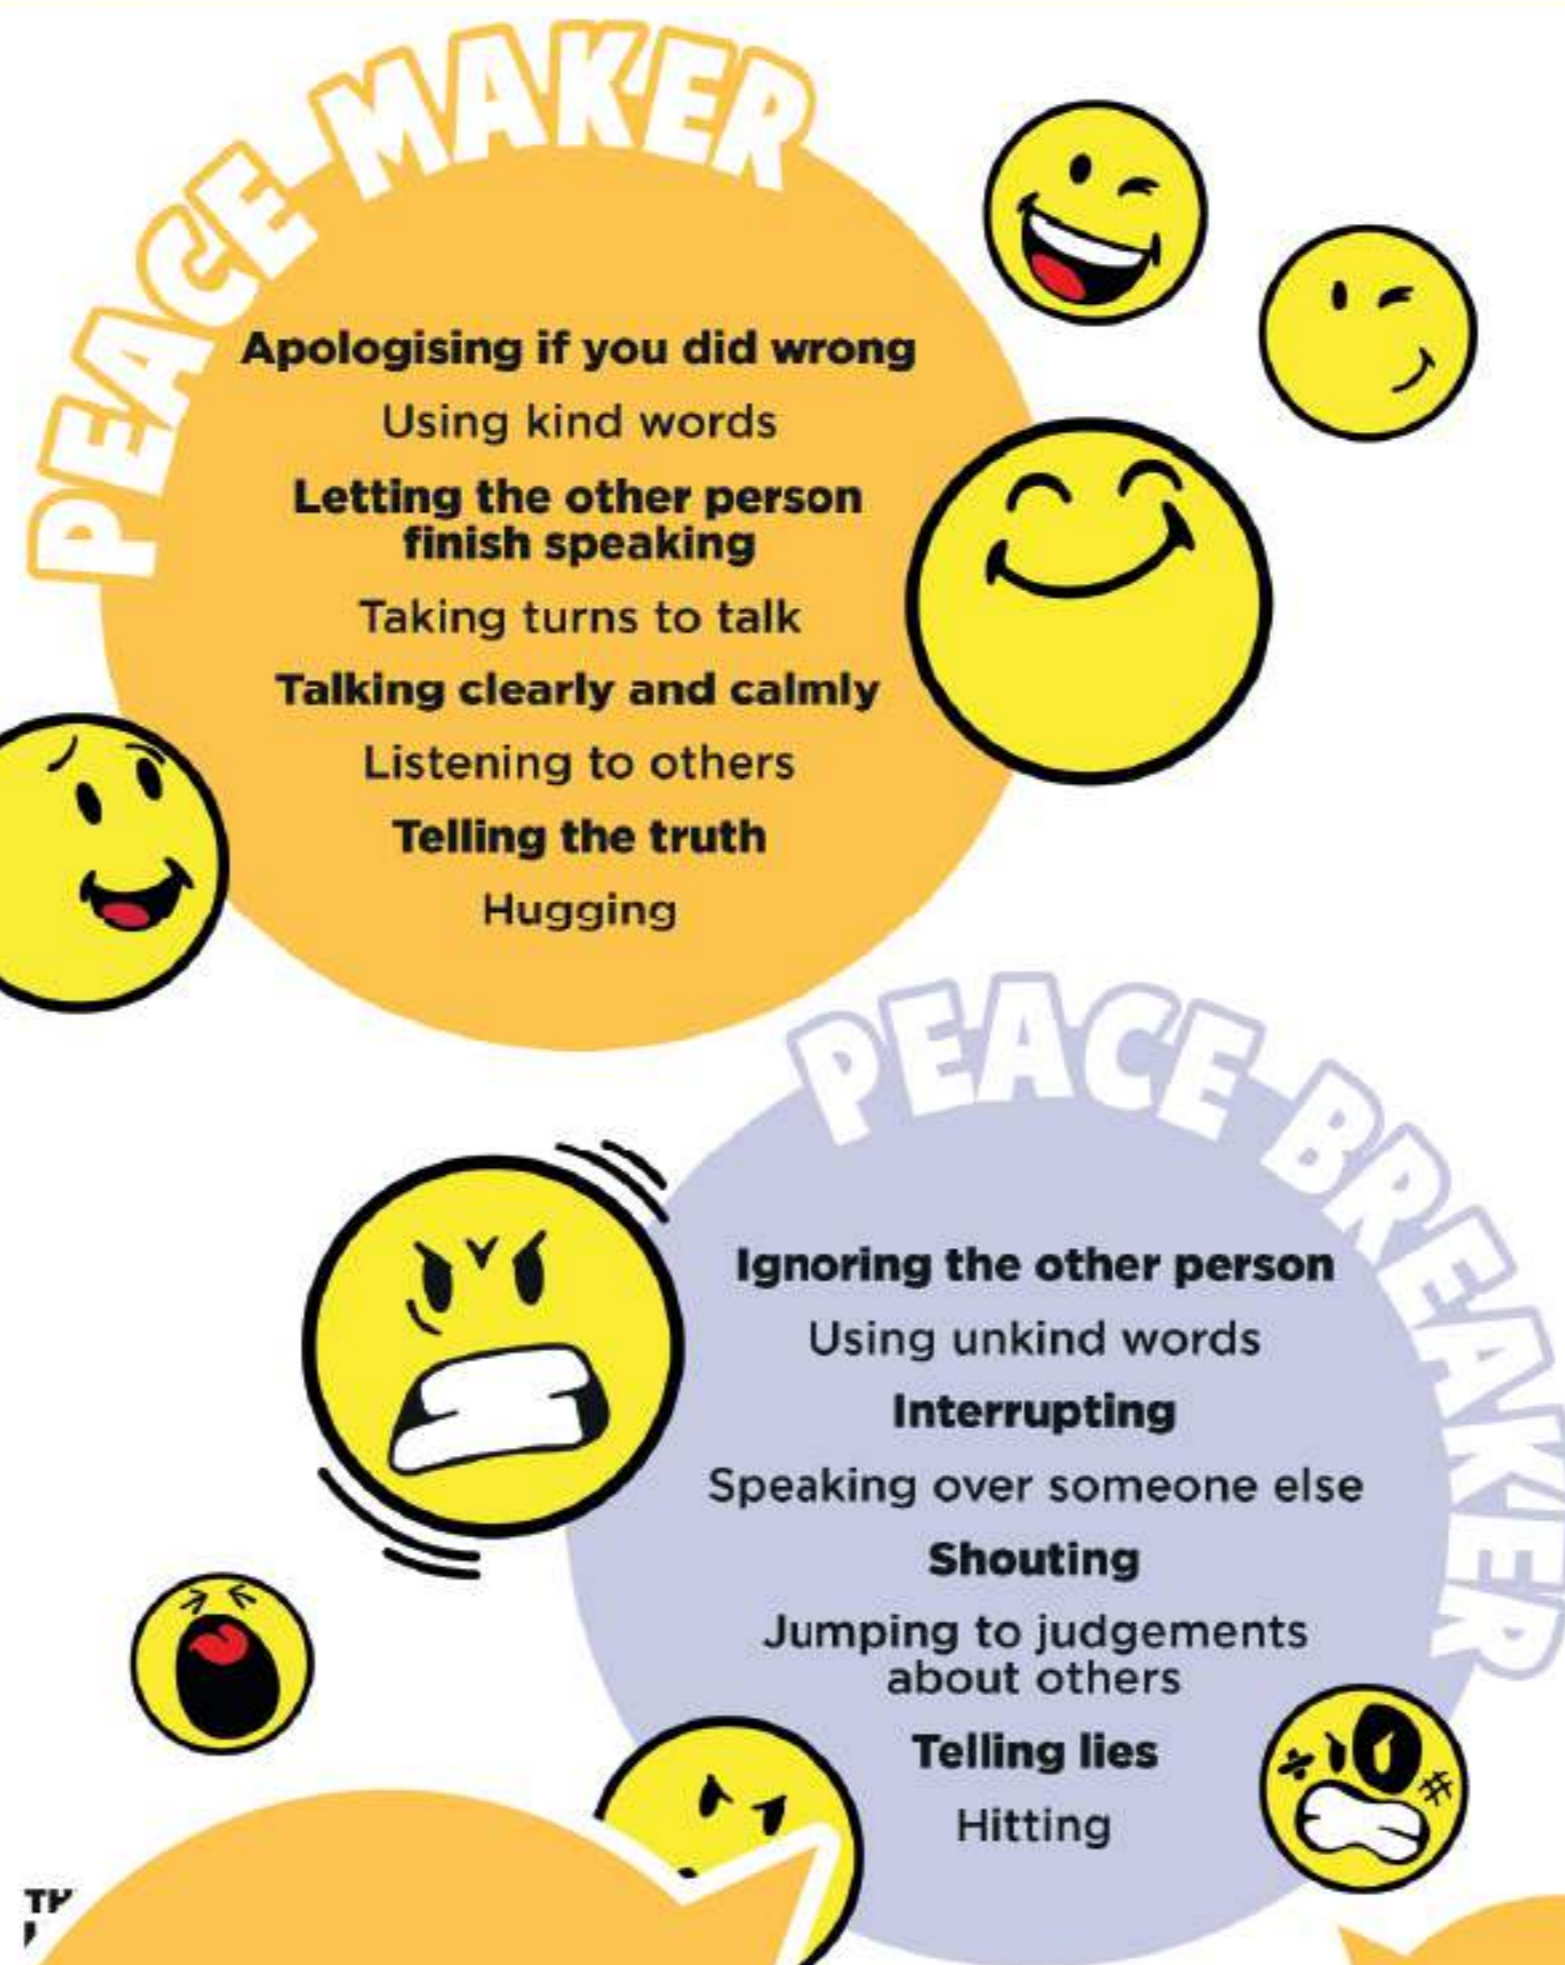 PEACE MAKER
Apologising if you did wrong
Using kind words
Letting the other person
finish speaking
Taking turns to talk
Talking clearly and calmly
Listening to others
Telling the truth
Hugging
PEACE BREAKER
Ignoring the other person
Using unkind words
Interrupting
Speaking over someone else
Shouting
Jumping to judgements
about others
Telling lies
Hitting